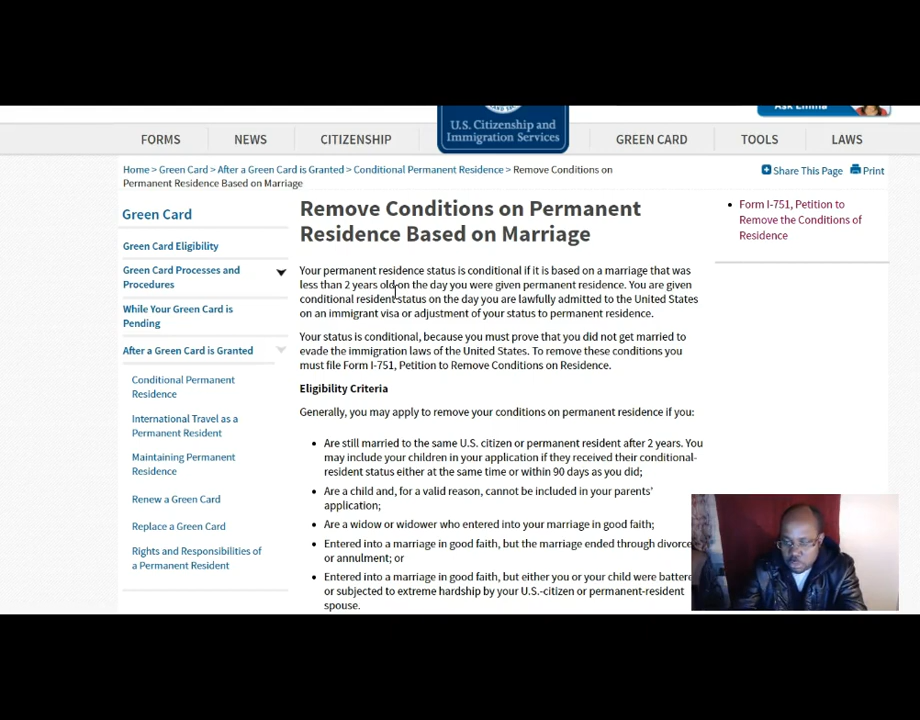 Ask Emma
FORMS
NEWS
CITIZENSHIP
U.S. Citizenship and
Immigration Services
GREEN CARD
TOOLS
LAWS
Home > Green Card > After a Green Card is Granted > Conditional Permanent Residence > Remove Conditions on
Permanent Residence Based on Marriage
Share This Page
Print
Green Card
Green Card Eligibility
Green Card Processes and
Procedures
While Your Green Card is
Pending
After a Green Card is Granted
Conditional Permanent
Residence
International Travel as a
Permanent Resident
Maintaining Permanent
Residence
Renew a Green Card
Replace a Green Card
Rights and Responsibilities of
a Permanent Resident
Remove Conditions on Permanent
Residence Based on Marriage
Your permanent residence status is conditional if it is based on a marriage that was
less than 2 years old on the day you were given permanent residence. You are given
conditional resident status on the day you are lawfully admitted to the United States
on an immigrant visa or adjustment of your status to permanent residence.
Your status is conditional, because you must prove that you did not get married to
evade the immigration laws of the United States. To remove these conditions you
must file Form I-751, Petition to Remove Conditions on Residence.
Eligibility Criteria
Generally, you may apply to remove your conditions on permanent residence if you:
• Are still married to the same U.S. citizen or permanent resident after 2 years. You
may include your children in your application if they received their conditional-
resident status either at the same time or within 90 days as you did;
• Are a child and, for a valid reason, cannot be included in your parents'
application;
• Are a widow or widower who entered into your marriage in good faith;
• Entered into a marriage in good faith, but the marriage ended through divorce
or annulment; or
• Entered into a marriage in good faith, but either you or your child were battere
or subjected to extreme hardship by your U.S.-citizen or permanent-resident
spouse.
• Form I-751, Petition to
Remove the Conditions of
Residence